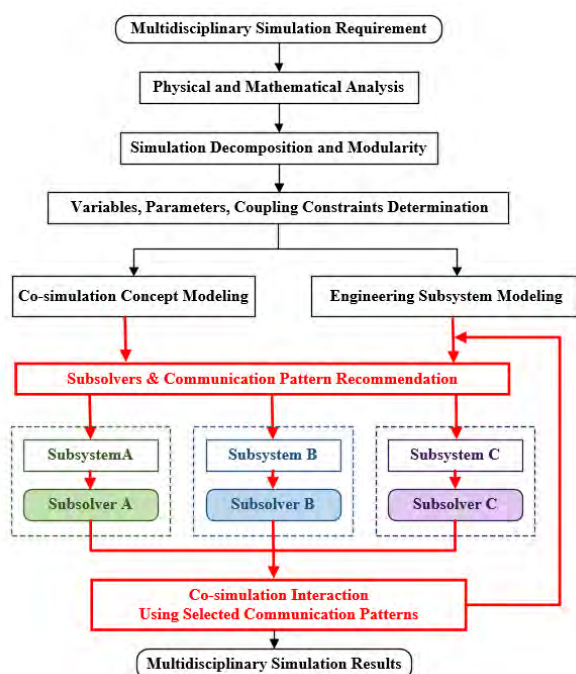 Multidisciplinary Simulation Requirement
Physical and Mathematical Analysis
Simulation Decomposition and Modularity
Variables, Parameters, Coupling Constraints Determination
Co-simulation Concept Modeling
Engineering Subsystem Modeling
Subsolvers & Communication Pattern Recommendation
SubsystemA
Subsystem B
Subsystem C
Subsolver A
Subsolver B
Subsolver C
Co-simulation Interaction
Using Selected Communication Patterns
Multidisciplinary Simulation Results